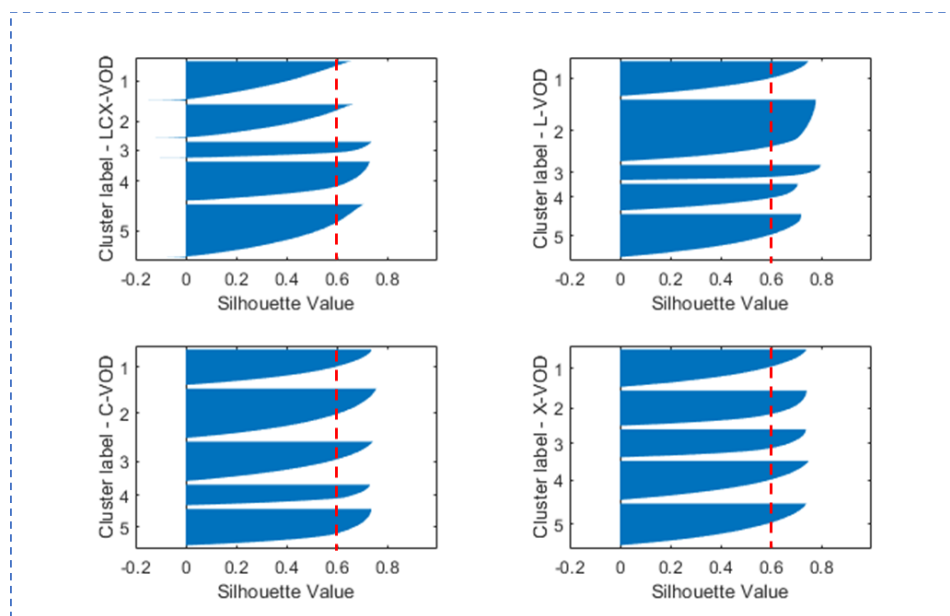 Cluster label - LCX-VOD
1
2
3
4
5
-0.2 0 0.2 0.4 0.6 0.8
Silhouette Value
Cluster label - L-VOD
1
2
3
4
5
-0.2 0 0.2 0.4 0.6 0.8
Silhouette Value
Cluster label - C-VOD
1
2
3
4
5
-0.2 0 0.2 0.4 0.6 0.8
Silhouette Value
Cluster label - X-VOD
1
2
3
4
5
-0.2 0 0.2 0.4 0.6 0.8
Silhouette Value